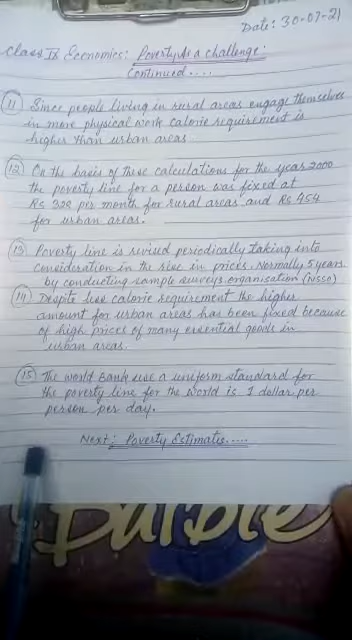 Date: 30-07-21
Class IX Economics: Poverty As a challenge:
Continued....
(11) Since people living in rural areas engage themselves
in more physical work calorie requirement is
higher than urban areas.
(12) On the basis of these calculations for the year 2000
the poverty line for a person was fixed at
Rs 328 per month for rural areas and Rs 454
for urban areas.
(13) Poverty line is revised periodically taking into
consideration in the rise in prices. Normally 5 years
by conducting sample surveys organisation (NSSO)
(14) Despite less calorie requirement the higher
amount for urban areas has been fixed because
of high prices of many essential goods in
urban areas.
(15) The world Bank use a uniform standard for
the poverty line for the world is 1 dollar per
person per day.
Next: Poverty Estimates.....
Barbie